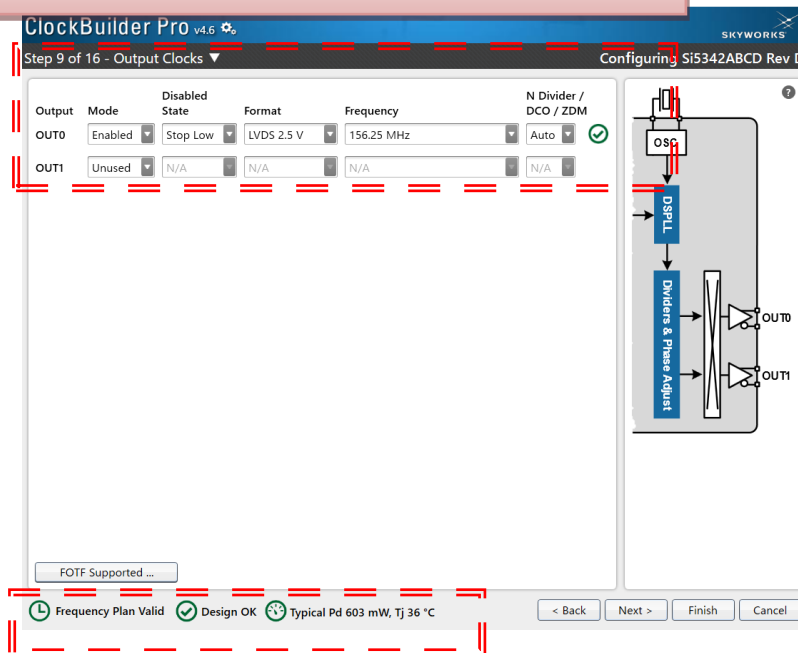 ClockBuilder Pro v4.6
SKYWORKS
Step 9 of 16 - Output Clocks ▼
Configuring Si5342ABCD Rev D
Output Mode Disabled State Format Frequency N Divider / DCO / ZDM
OUT0 Enabled Stop Low LVDS 2.5 V 156.25 MHz Auto
OUT1 Unused N/A N/A N/A N/A
OSC
DSPLL
Dividers & Phase Adjust
OUT0
OUT1
FOTF Supported ...
Frequency Plan Valid Design OK Typical Pd 603 mW, Tj 36 °C
< Back Next > Finish Cancel